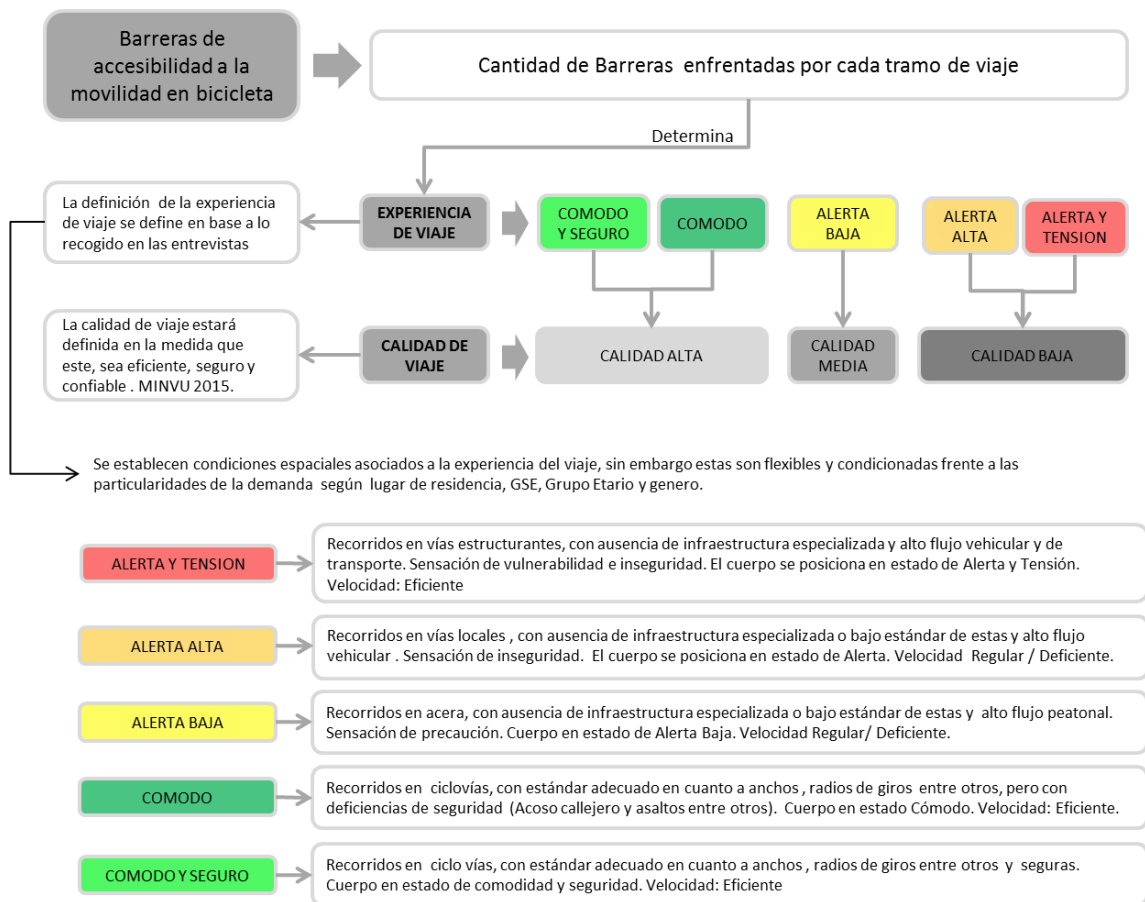 Barreras de
accesibilidad a la
movilidad en bicicleta
Cantidad de Barreras enfrentadas por cada tramo de viaje
Determina
La definición de la experiencia
de viaje se define en base a lo
recogido en las entrevistas
EXPERIENCIA
DE VIAJE
COMODO
Y SEGURO
COMODO
ALERTA
BAJA
ALERTA
ALTA
ALERTA Y
TENSION
La calidad de viaje estará
definida en la medida que
este, sea eficiente, seguro y
confiable . MINVU 2015.
CALIDAD DE
VIAJE
CALIDAD ALTA
CALIDAD
MEDIA
CALIDAD BAJA
Se establecen condiciones espaciales asociados a la experiencia del viaje, sin embargo estas son flexibles y condicionadas frente a las
particularidades de la demanda según lugar de residencia, GSE, Grupo Etario y genero.
ALERTA Y TENSION
Recorridos en vías estructurantes, con ausencia de infraestructura especializada y alto flujo vehicular y de
transporte. Sensación de vulnerabilidad e inseguridad. El cuerpo se posiciona en estado de Alerta y Tensión.
Velocidad: Eficiente
ALERTA ALTA
Recorridos en vías locales , con ausencia de infraestructura especializada o bajo estándar de estas y alto flujo
vehicular . Sensación de inseguridad. El cuerpo se posiciona en estado de Alerta. Velocidad Regular / Deficiente.
ALERTA BAJA
Recorridos en acera, con ausencia de infraestructura especializada o bajo estándar de estas y alto flujo peatonal.
Sensación de precaución. Cuerpo en estado de Alerta Baja. Velocidad Regular/ Deficiente.
COMODO
Recorridos en ciclovías, con estándar adecuado en cuanto a anchos , radios de giros entre otros, pero con
deficiencias de seguridad (Acoso callejero y asaltos entre otros). Cuerpo en estado Cómodo. Velocidad: Eficiente.
COMODO Y SEGURO
Recorridos en ciclo vías, con estándar adecuado en cuanto a anchos , radios de giros entre otros y seguras.
Cuerpo en estado de comodidad y seguridad. Velocidad: Eficiente